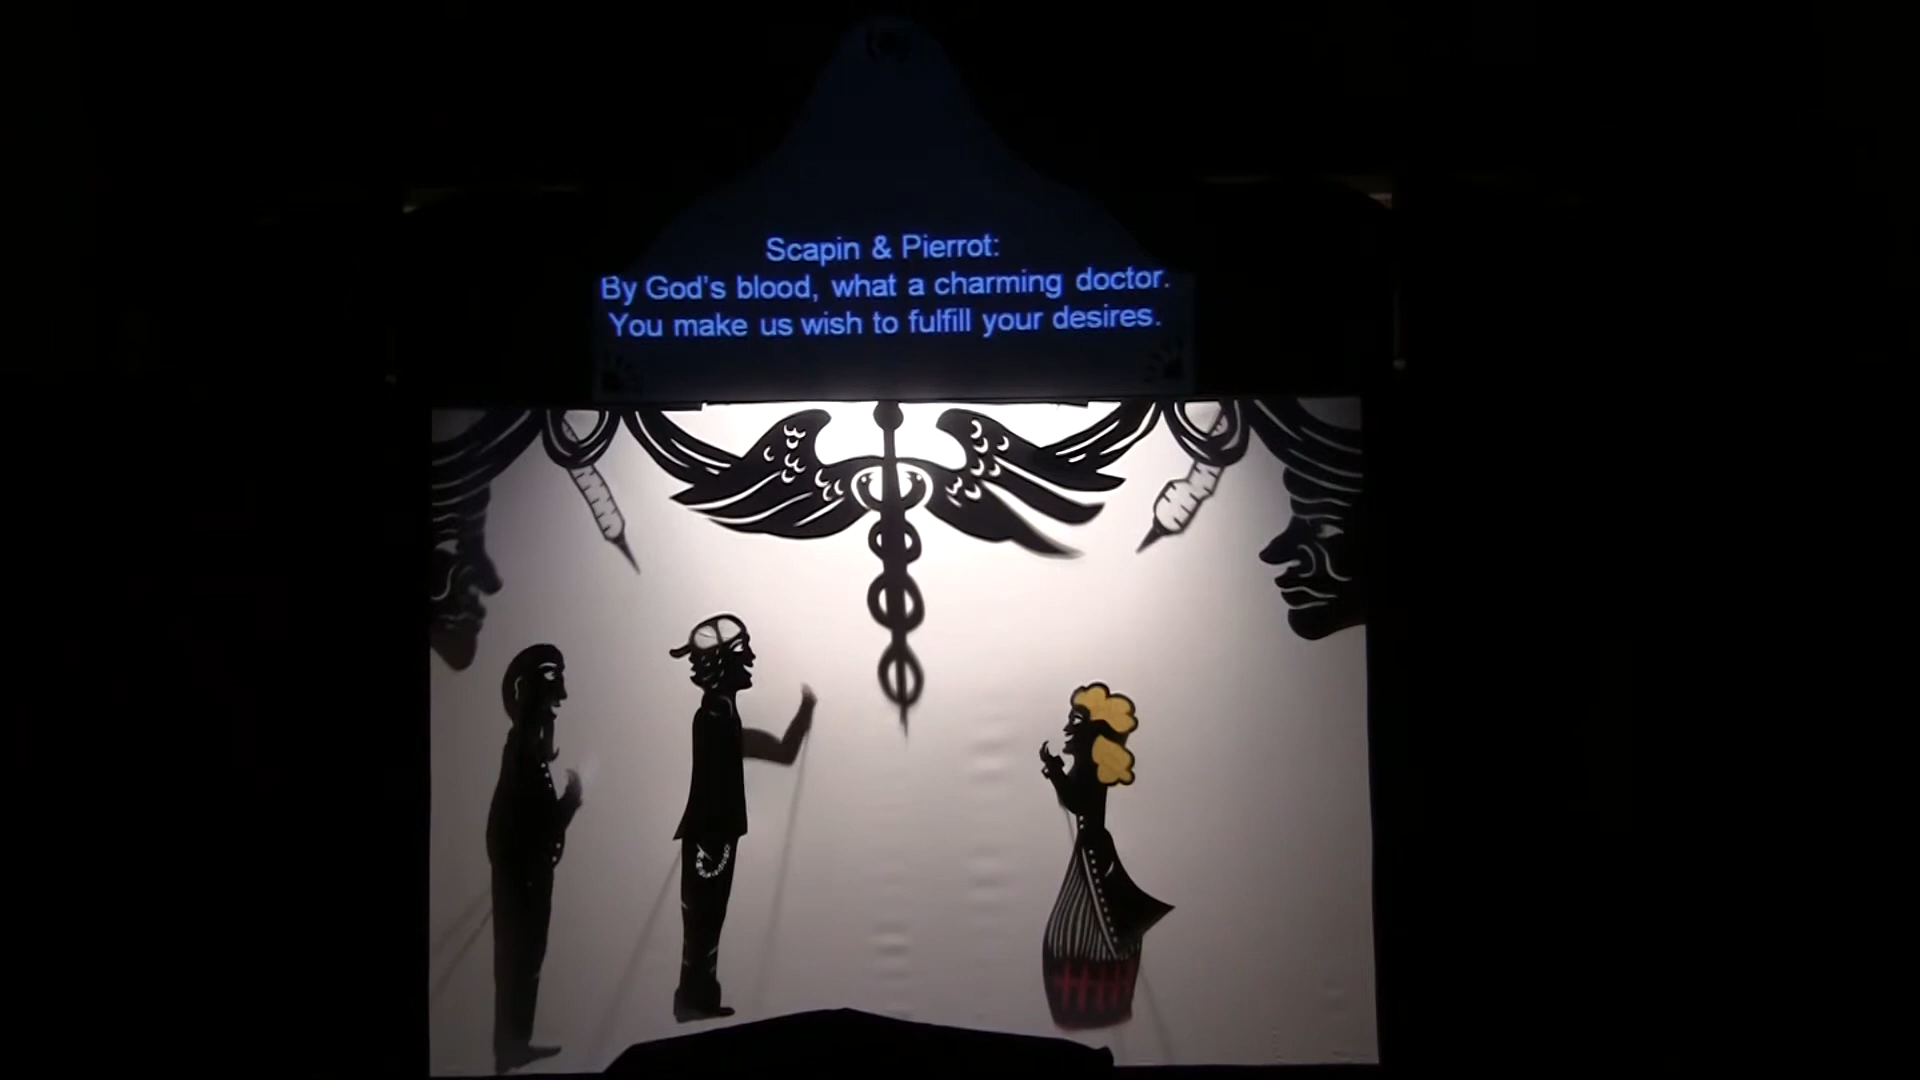 Scapin & Pierrot:
By God's blood, what a charming doctor.
You make us wish to fulfill your desires.